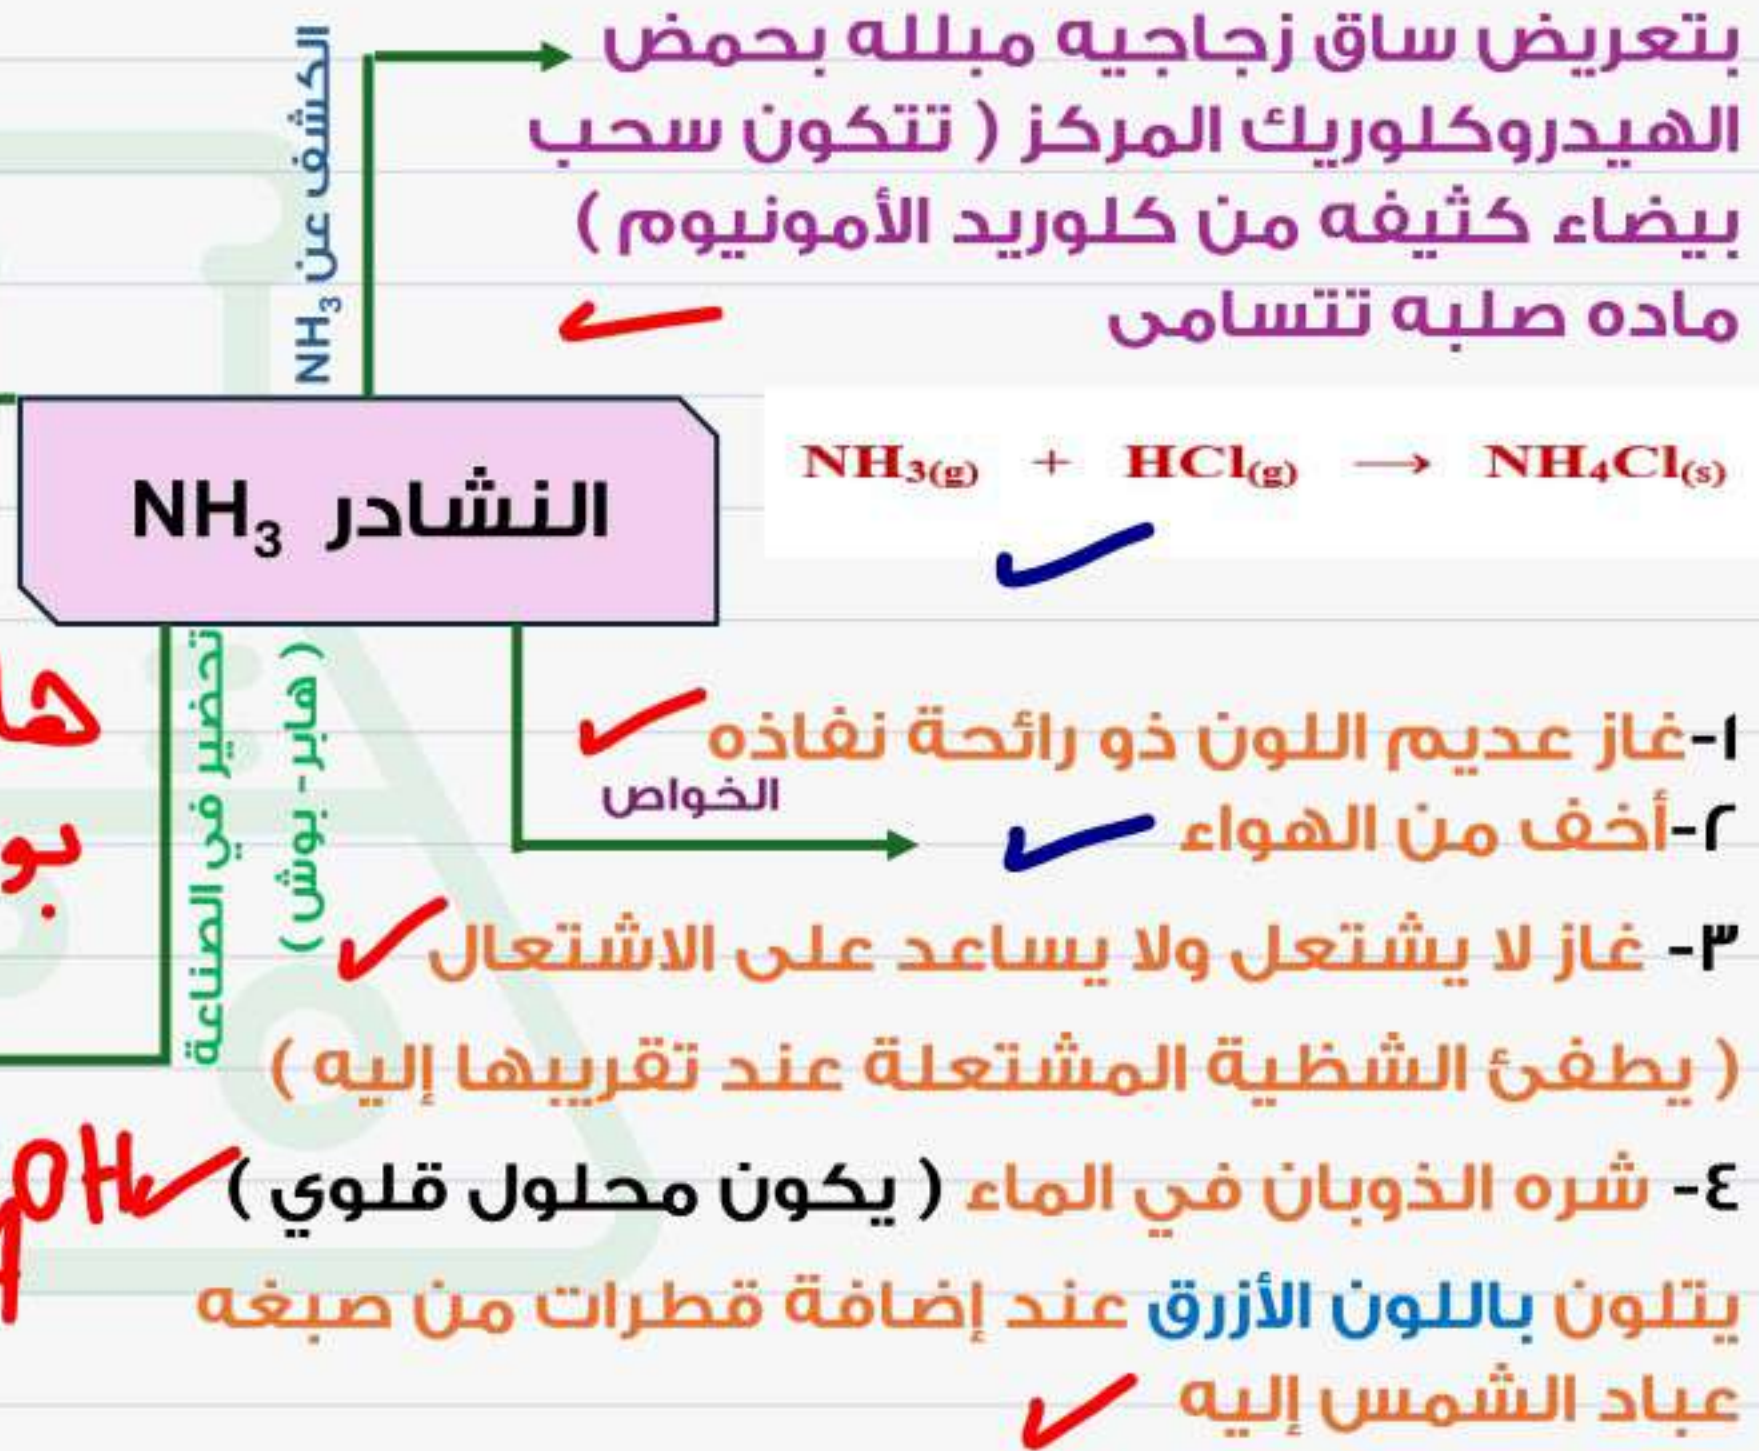 الكشف عن NH₃
بتعريض ساق زجاجيه مبلله بحمض
الهيدروكلوريك المركز ( تتكون سحب
بيضاء كثيفه من كلوريد الأمونيوم )
ماده صلبه تتسامى
NH₃(g) + HCl(g) → NH₄Cl(s)
النشادر NH₃
تحضير في الصناعة
( هابر- بوش )
الخواص
١-غاز عديم اللون ذو رائحة نفاذه
٢-أخف من الهواء
٣- غاز لا يشتعل ولا يساعد على الاشتعال
( يطفئ الشظية المشتعلة عند تقريبها إليه )
٤- شره الذوبان في الماء ( يكون محلول قلوي )
يتلون باللون الأزرق عند إضافة قطرات من صبغه
عباد الشمس إليه
pH